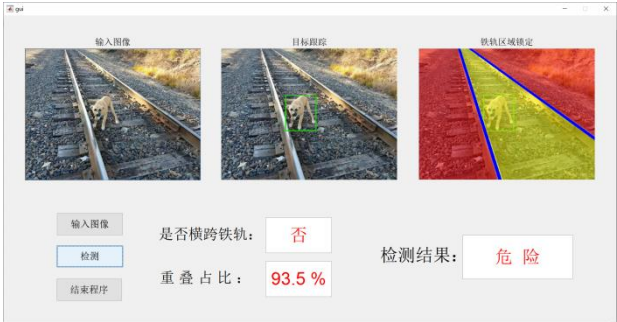 gui
输入图像
目标跟踪
铁轨区域锁定
输入图像
检测
结束程序
是否横跨铁轨：
否
重叠占比：
93.5 %
检测结果：
危险